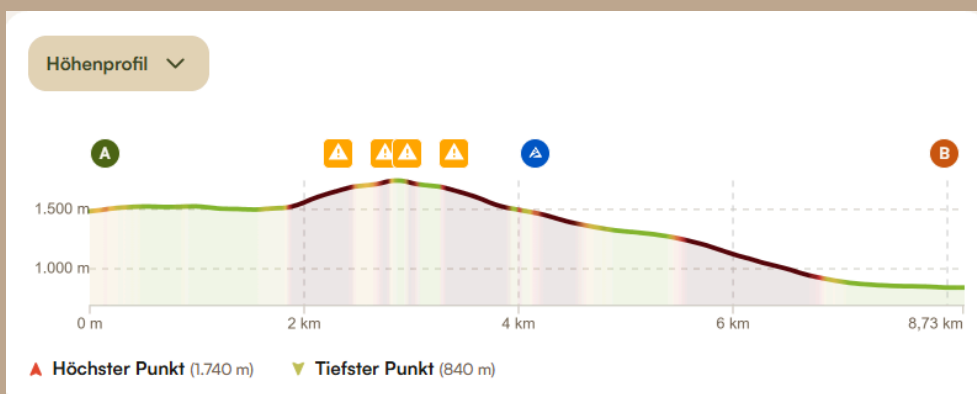 Höhenprofil
A
B
1.500 m
1.000 m
0 m
2 km
4 km
6 km
8,73 km
Höchster Punkt (1.740 m)
Tiefster Punkt (840 m)